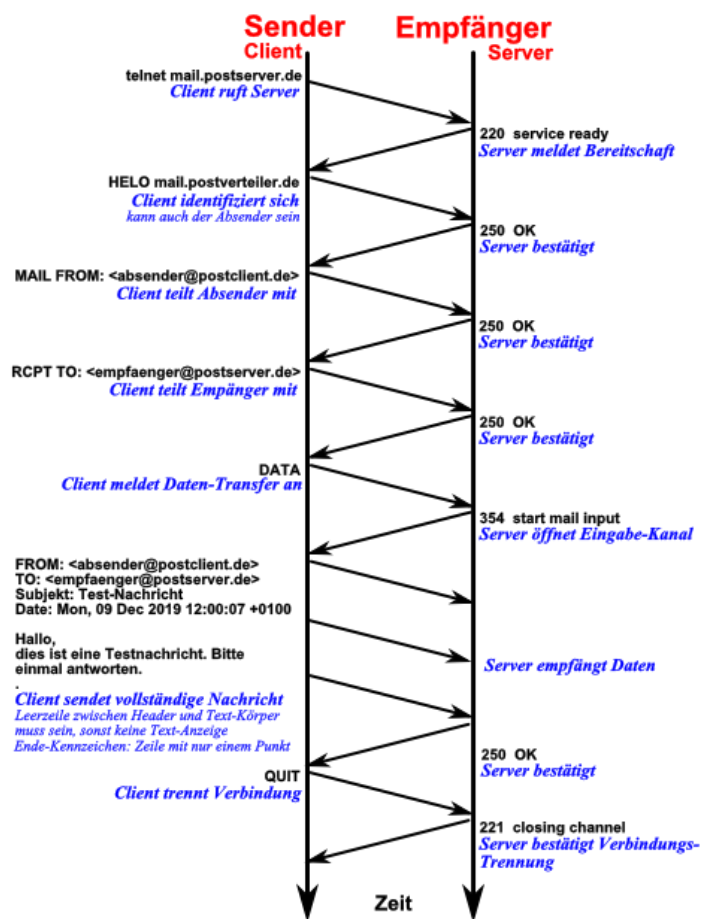 Sender Empfänger
Client Server
telnet mail.postserver.de
Client ruft Server
220 service ready
Server meldet Bereitschaft
HELO mail.postverteiler.de
Client identifiziert sich
kann auch der Absender sein
250 OK
Server bestätigt
MAIL FROM: <absender@postclient.de>
Client teilt Absender mit
250 OK
Server bestätigt
RCPT TO: <empfaenger@postserver.de>
Client teilt Empänger mit
250 OK
Server bestätigt
DATA
Client meldet Daten-Transfer an
354 start mail input
Server öffnet Eingabe-Kanal
FROM: <absender@postclient.de>
TO: <empfaenger@postserver.de>
Subjekt: Test-Nachricht
Date: Mon, 09 Dec 2019 12:00:07 +0100
Hallo,
dies ist eine Testnachricht. Bitte
einmal antworten.
.
Server empfängt Daten
Client sendet vollständige Nachricht
Leerzeile zwischen Header und Text-Körper
muss sein, sonst keine Text-Anzeige
Ende-Kennzeichen: Zeile mit nur einem Punkt
250 OK
Server bestätigt
QUIT
Client trennt Verbindung
221 closing channel
Server bestätigt Verbindungs-
Trennung
Zeit